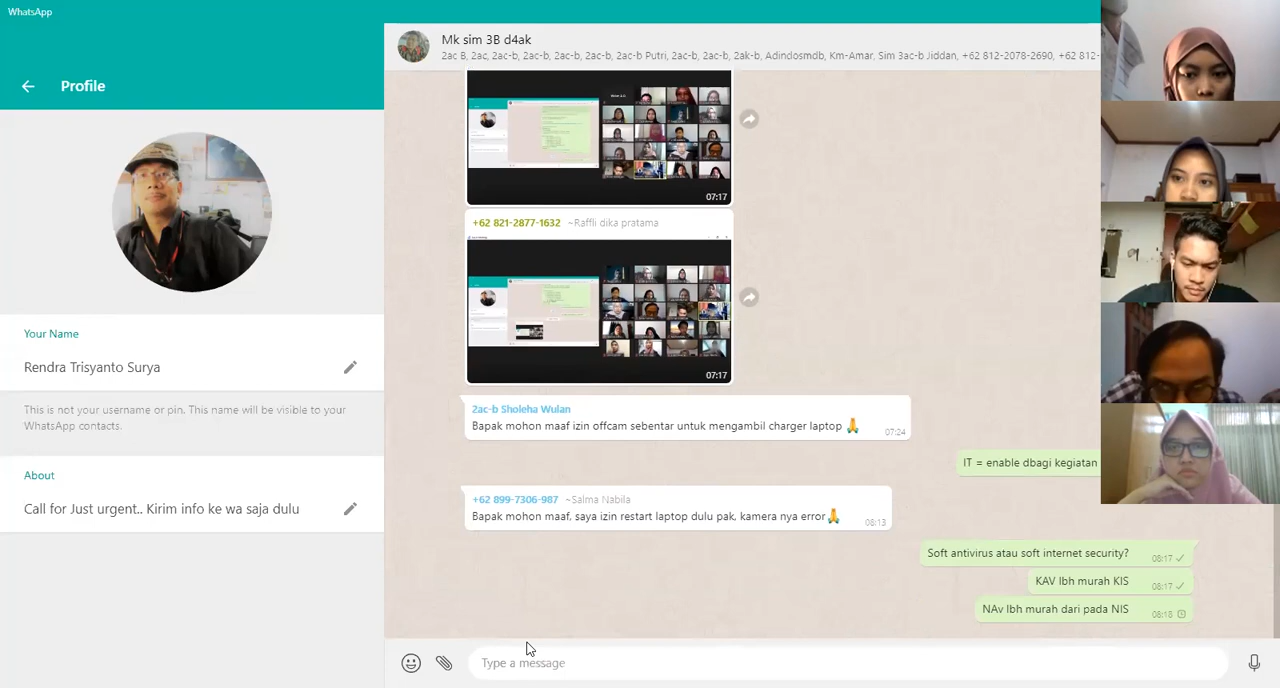 WhatsApp
Profile
Your Name
Rendra Trisyanto Surya
This is not your username or pin. This name will be visible to your
WhatsApp contacts.
About
Call for Just urgent.. Kirim info ke wa saja dulu
Mk sim 3B d4ak
2ac B, 2ac, 2ac-b, 2ac-b, 2ac-b, 2ac-b, 2ac-b Putri, 2ac-b, 2ac-b, 2ak-b, Adindosmdb, Km-Amar, Sim 3ac-b Jiddan, +62 812-2078-2690, +62 812-
07:17
+62 821-2877-1632 ~Raffli dika pratama
07:17
2ac-b Sholeha Wulan
Bapak mohon maaf izin offcam sebentar untuk mengambil charger laptop 🙏
07:24
IT = enable dbagi kegiatan
+62 899-7306-987 ~Salma Nabila
Bapak mohon maaf, saya izin restart laptop dulu pak, kamera nya error🙏
08:13
Soft antivirus atau soft internet security? 08:17
KAV lbh murah KIS 08:17
NAv lbh murah dari pada NIS 08:18
Type a message